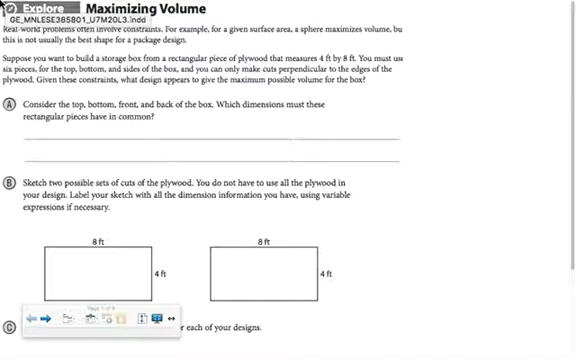 Explore Maximizing Volume
GE_MNLESE385801_U7M20L3.indd
Real-world problems often involve constraints. For example, for a given surface area, a sphere maximizes volume, bu
this is not usually the best shape for a package design.
Suppose you want to build a storage box from a rectangular piece of plywood that measures 4 ft by 8 ft. You must use
six pieces, for the top, bottom, and sides of the box, and you can only make cuts perpendicular to the edges of the
plywood. Given these constraints, what design appears to give the maximum possible volume for the box?
A Consider the top, bottom, front, and back of the box. Which dimensions must these
rectangular pieces have in common?
B Sketch two possible sets of cuts of the plywood. You do not have to use all the plywood in
your design. Label your sketch with all the dimension information you have, using variable
expressions if necessary.
8 ft 8 ft
4 ft 4 ft
C r each of your designs.